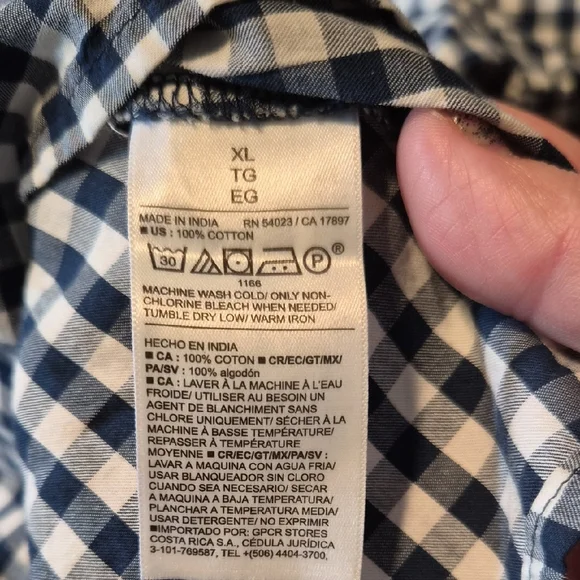 XL
TG
EG
MADE IN INDIA RN 54023 / CA 17897
■ US : 100% COTTON
30 P ®
1166
MACHINE WASH COLD/ ONLY NON-
CHLORINE BLEACH WHEN NEEDED/
TUMBLE DRY LOW/ WARM IRON
HECHO EN INDIA
■ CA : 100% COTON ■ CR/EC/GT/MX/
PA/SV : 100% algodón
■ CA : LAVER À LA MACHINE À L'EAU
FROIDE/ UTILISER AU BESOIN UN
AGENT DE BLANCHIMENT SANS
CHLORE UNIQUEMENT/ SÉCHER À LA
MACHINE À BASSE TEMPÉRATURE/
REPASSER À TEMPÉRATURE
MOYENNE ■ CR/EC/GT/MX/PA/SV :
LAVAR A MAQUINA CON AGUA FRIA/
USAR BLANQUEADOR SIN CLORO
CUANDO SEA NECESARIO/ SECAR
A MAQUINA A BAJA TEMPERATURA/
PLANCHAR A TEMPERATURA MEDIA/
USAR DETERGENTE/ NO EXPRIMIR
■IMPORTADO POR: GPCR STORES
COSTA RICA S.A., CÉDULA JURÍDICA
3-101-769587, TEL +(506) 4404-3700,